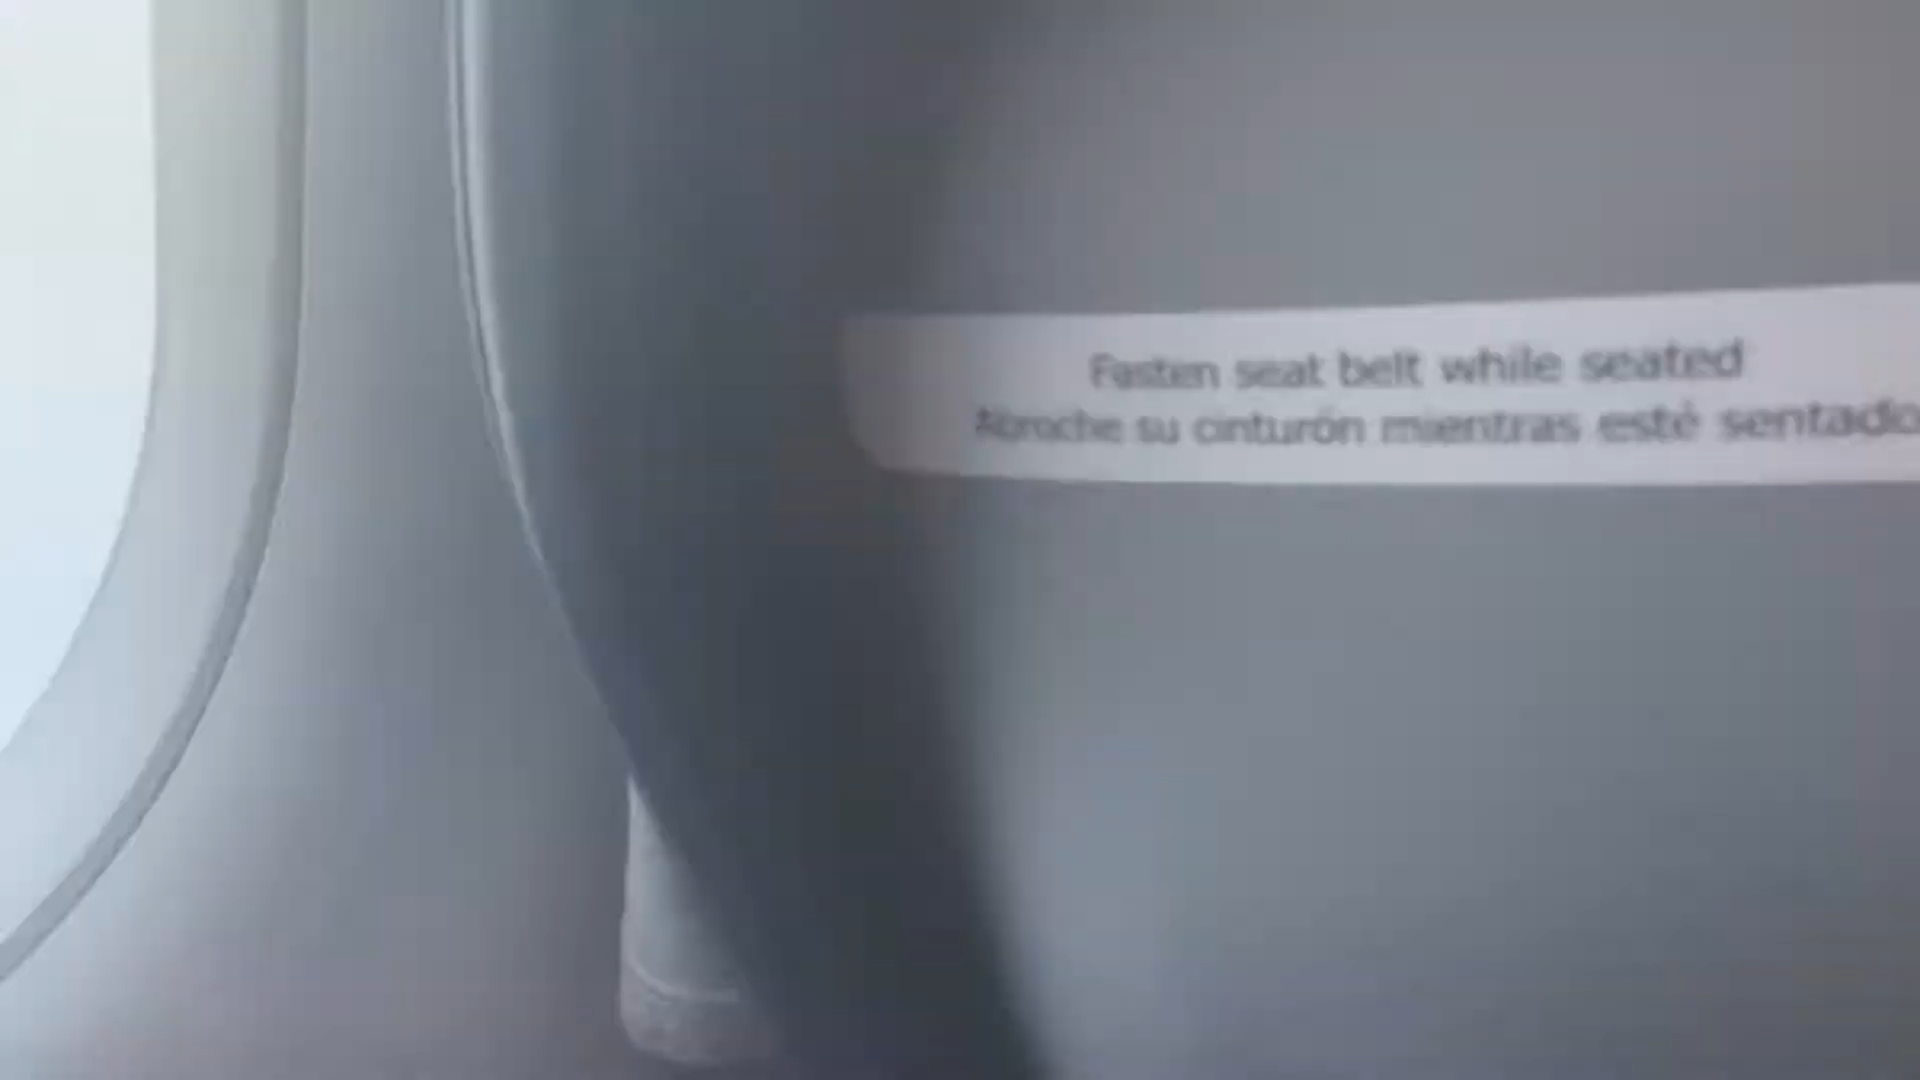 Fasten seat belt while seated
Abroche su cinturón mientras esté sentado